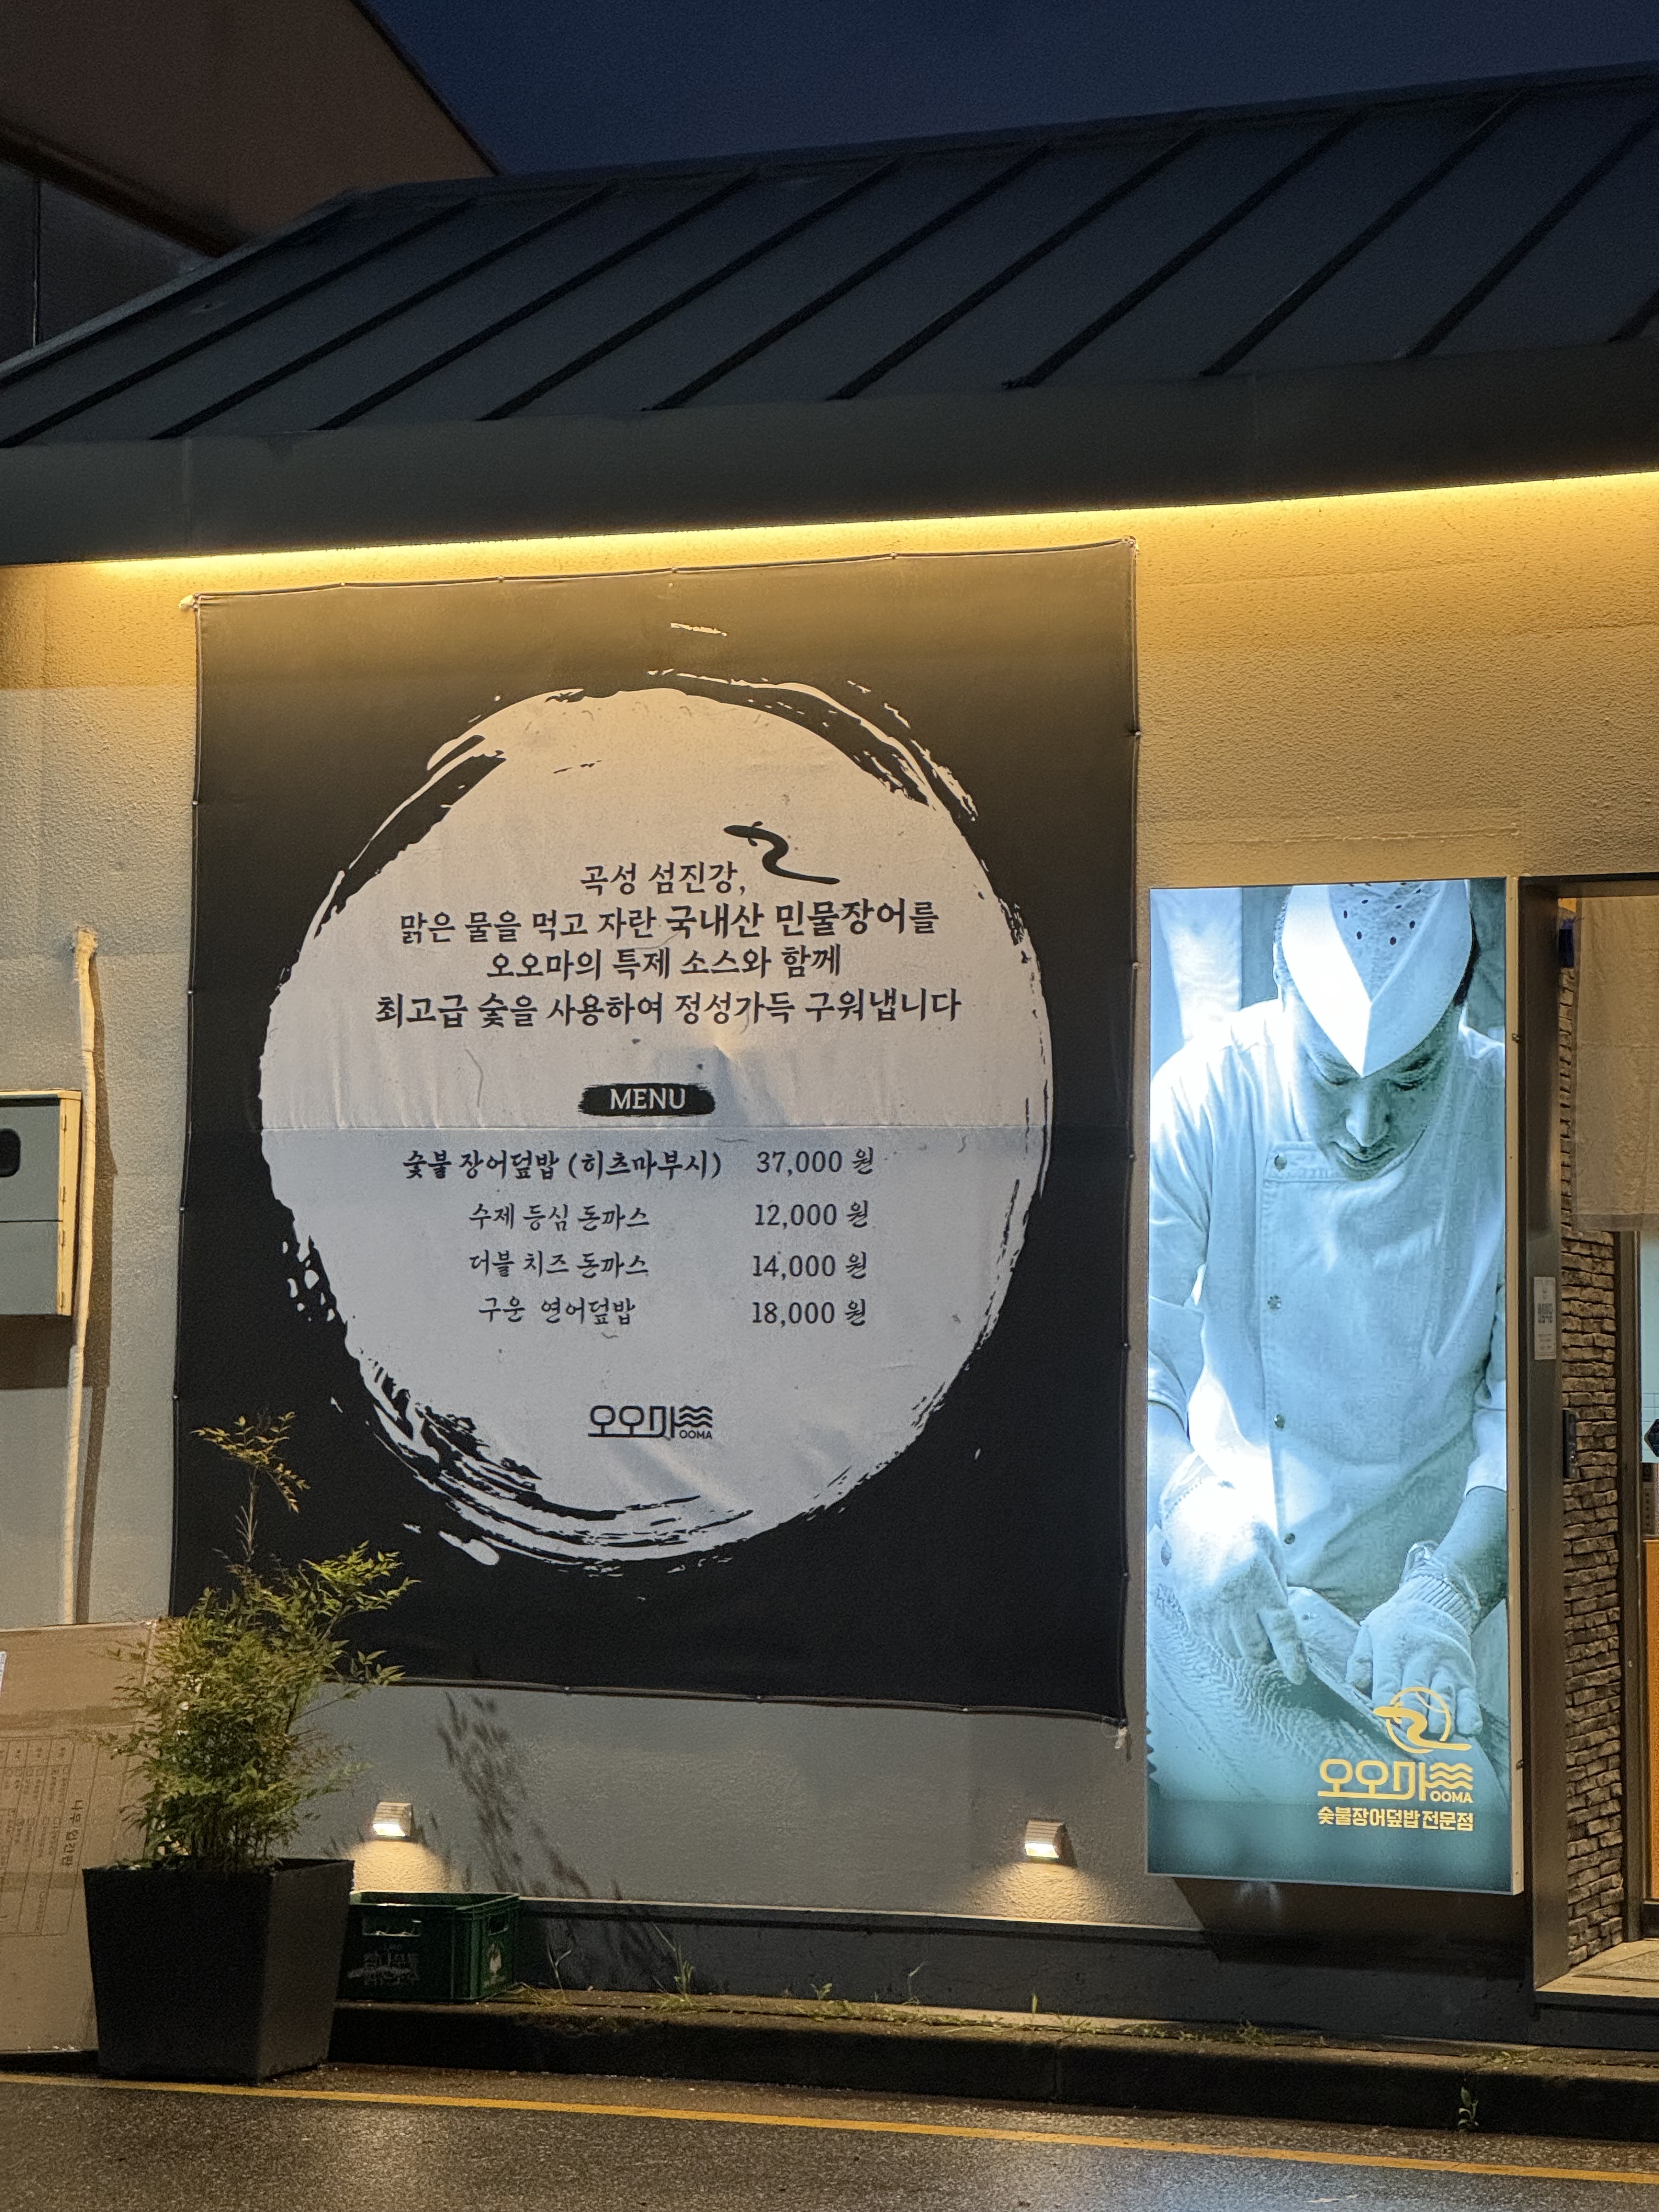 곡성 섬진강,
맑은 물을 먹고 자란 국내산 민물장어를
오오마의 특제 소스와 함께
최고급 숯을 사용하여 정성가득 구워냅니다
MENU
숯불 장어덮밥 (히츠마부시) 37,000 원
수제 등심 돈까스 12,000 원
더블 치즈 돈까스 14,000 원
구운 연어덮밥 18,000 원
오오마
OOMA
오오마
OOMA
숯불장어덮밥 전문점